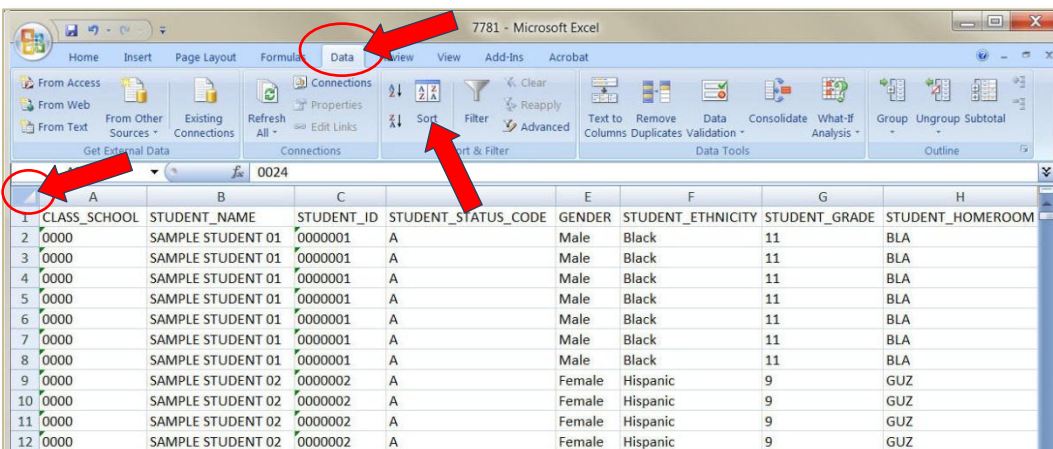 7781 - Microsoft Excel
Home Insert Page Layout Formulas Data View Add-Ins Acrobat
From Access
From Web
From Text
From Other Sources
Existing Connections
Get External Data
Refresh All
Connections
Properties
Edit Links
Connections
Sort
Filter
Clear
Reapply
Advanced
Text to Columns
Remove Duplicates
Data Validation
Consolidate
What-If Analysis
Data Tools
Group
Ungroup
Subtotal
Outline
fx 0024
A B C E F G H
1 CLASS_SCHOOL STUDENT_NAME STUDENT_ID STUDENT_STATUS_CODE GENDER STUDENT_ETHNICITY STUDENT_GRADE STUDENT_HOMEROOM
2 0000 SAMPLE STUDENT 01 0000001 A Male Black 11 BLA
3 0000 SAMPLE STUDENT 01 0000001 A Male Black 11 BLA
4 0000 SAMPLE STUDENT 01 0000001 A Male Black 11 BLA
5 0000 SAMPLE STUDENT 01 0000001 A Male Black 11 BLA
6 0000 SAMPLE STUDENT 01 0000001 A Male Black 11 BLA
7 0000 SAMPLE STUDENT 01 0000001 A Male Black 11 BLA
8 0000 SAMPLE STUDENT 01 0000001 A Male Black 11 BLA
9 0000 SAMPLE STUDENT 02 0000002 A Female Hispanic 9 GUZ
10 0000 SAMPLE STUDENT 02 0000002 A Female Hispanic 9 GUZ
11 0000 SAMPLE STUDENT 02 0000002 A Female Hispanic 9 GUZ
12 0000 SAMPLE STUDENT 02 0000002 A Female Hispanic 9 GUZ